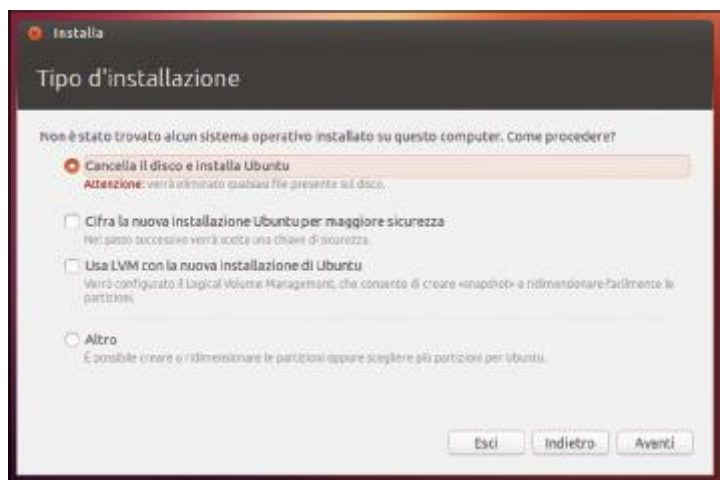 Installa
Tipo d'installazione
Non è stato trovato alcun sistema operativo installato su questo computer. Come procedere?
Cancella il disco e installa Ubuntu
Attenzione: verrà eliminato qualsiasi file presente sul disco.
Cifra la nuova installazione Ubuntu per maggiore sicurezza
Nel passo successivo verrà scelta una chiave di sicurezza.
Usa LVM con la nuova installazione di Ubuntu
Verrà configurato il Logical Volume Management, che consente di creare «snapshot» e ridimensionare facilmente le
partizioni.
Altro
È possibile creare o ridimensionare le partizioni oppure scegliere più partizioni per Ubuntu.
Esci
Indietro
Avanti